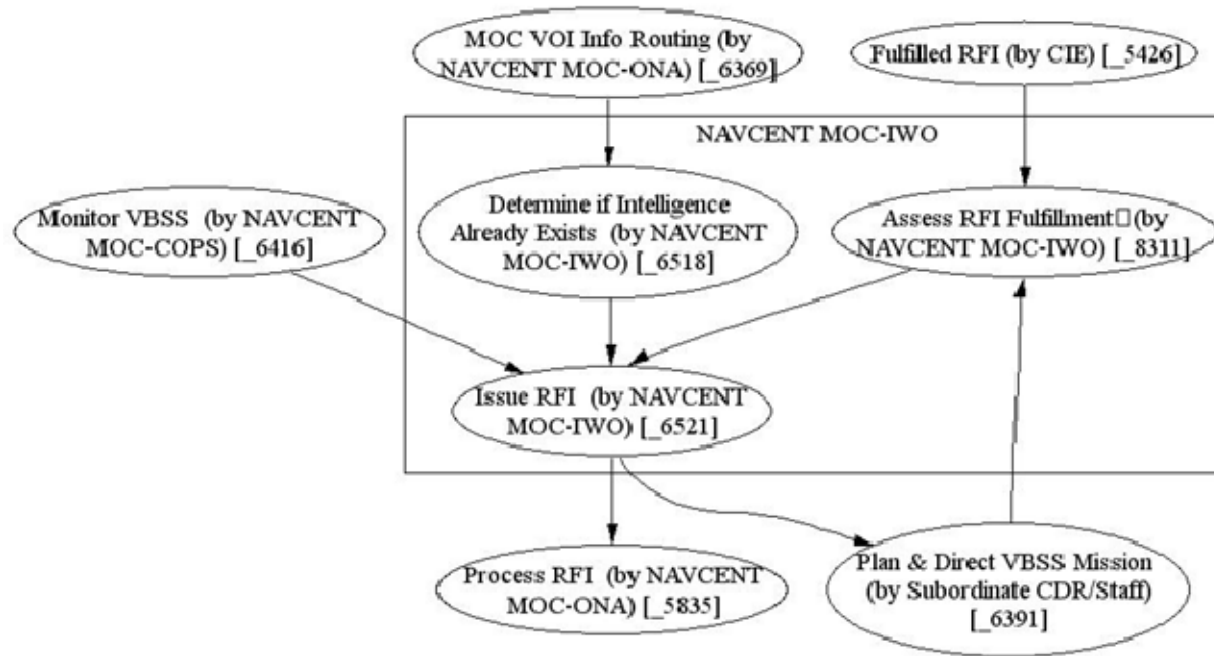 MOC VOI Info Routing (by
NAVCENT MOC-ONA) [_6369]
Fulfilled RFI (by CIE) [_5426]
NAVCENT MOC-IWO
Monitor VBSS (by NAVCENT
MOC-COPS) [_6416]
Determine if Intelligence
Already Exists (by NAVCENT
MOC-IWO) [_6518]
Assess RFI Fulfillment□ (by
NAVCENT MOC-IWO) [_8311]
Issue RFI (by NAVCENT
MOC-IWO) [_6521]
Process RFI (by NAVCENT
MOC-ONA) [_5835]
Plan & Direct VBSS Mission
(by Subordinate CDR/Staff)
[_6391]